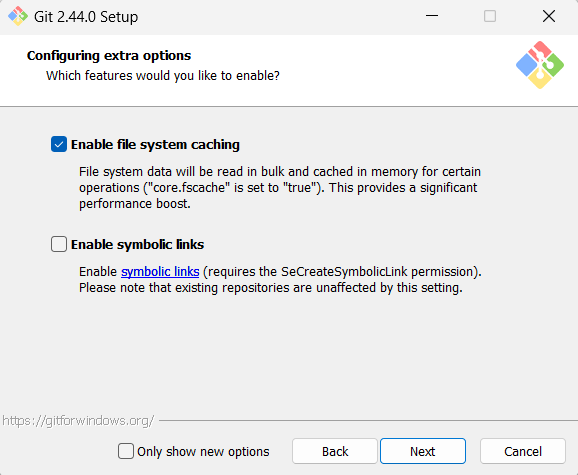 Git 2.44.0 Setup
Configuring extra options
Which features would you like to enable?
Enable file system caching
File system data will be read in bulk and cached in memory for certain
operations ("core.fscache" is set to "true"). This provides a significant
performance boost.
Enable symbolic links
Enable symbolic links (requires the SeCreateSymbolicLink permission).
Please note that existing repositories are unaffected by this setting.
https://gitforwindows.org/
Only show new options
Back
Next
Cancel